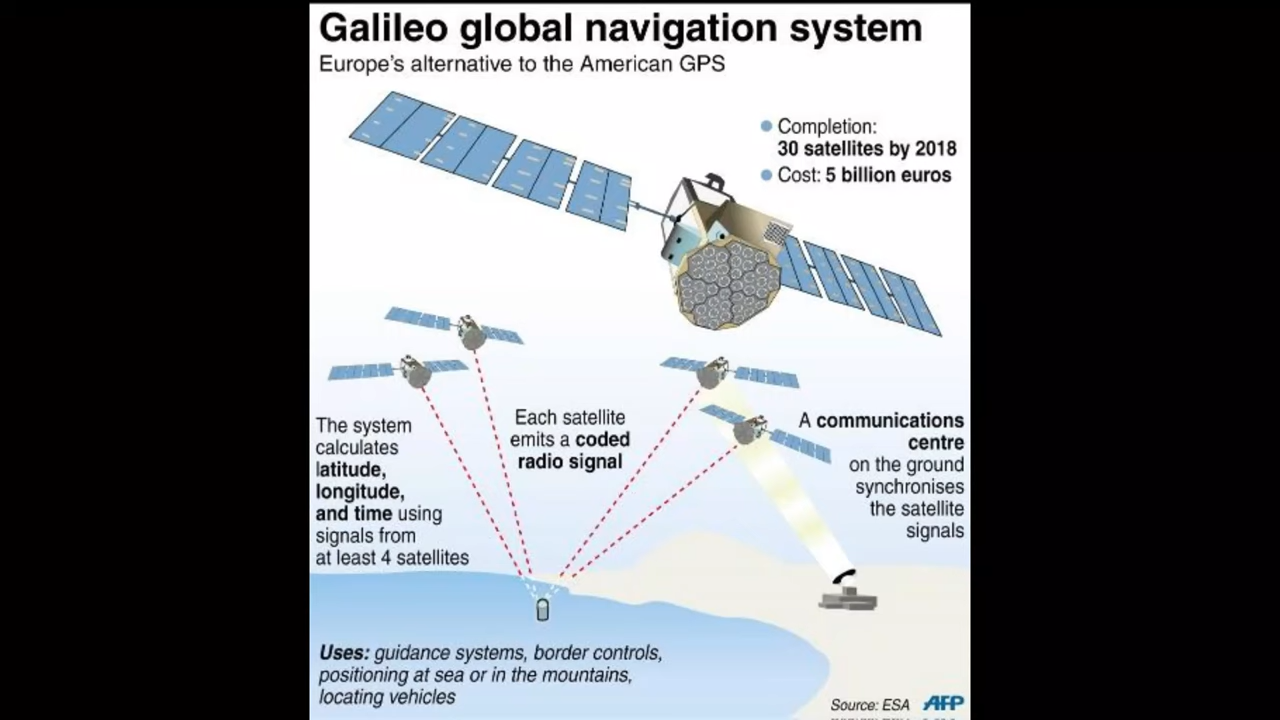 Galileo global navigation system
Europe's alternative to the American GPS
Completion:
30 satellites by 2018
Cost: 5 billion euros
The system
calculates
latitude,
longitude,
and time using
signals from
at least 4 satellites
Each satellite
emits a coded
radio signal
A communications
centre
on the ground
synchronises
the satellite
signals
Uses: guidance systems, border controls,
positioning at sea or in the mountains,
locating vehicles
Source: ESA AFP